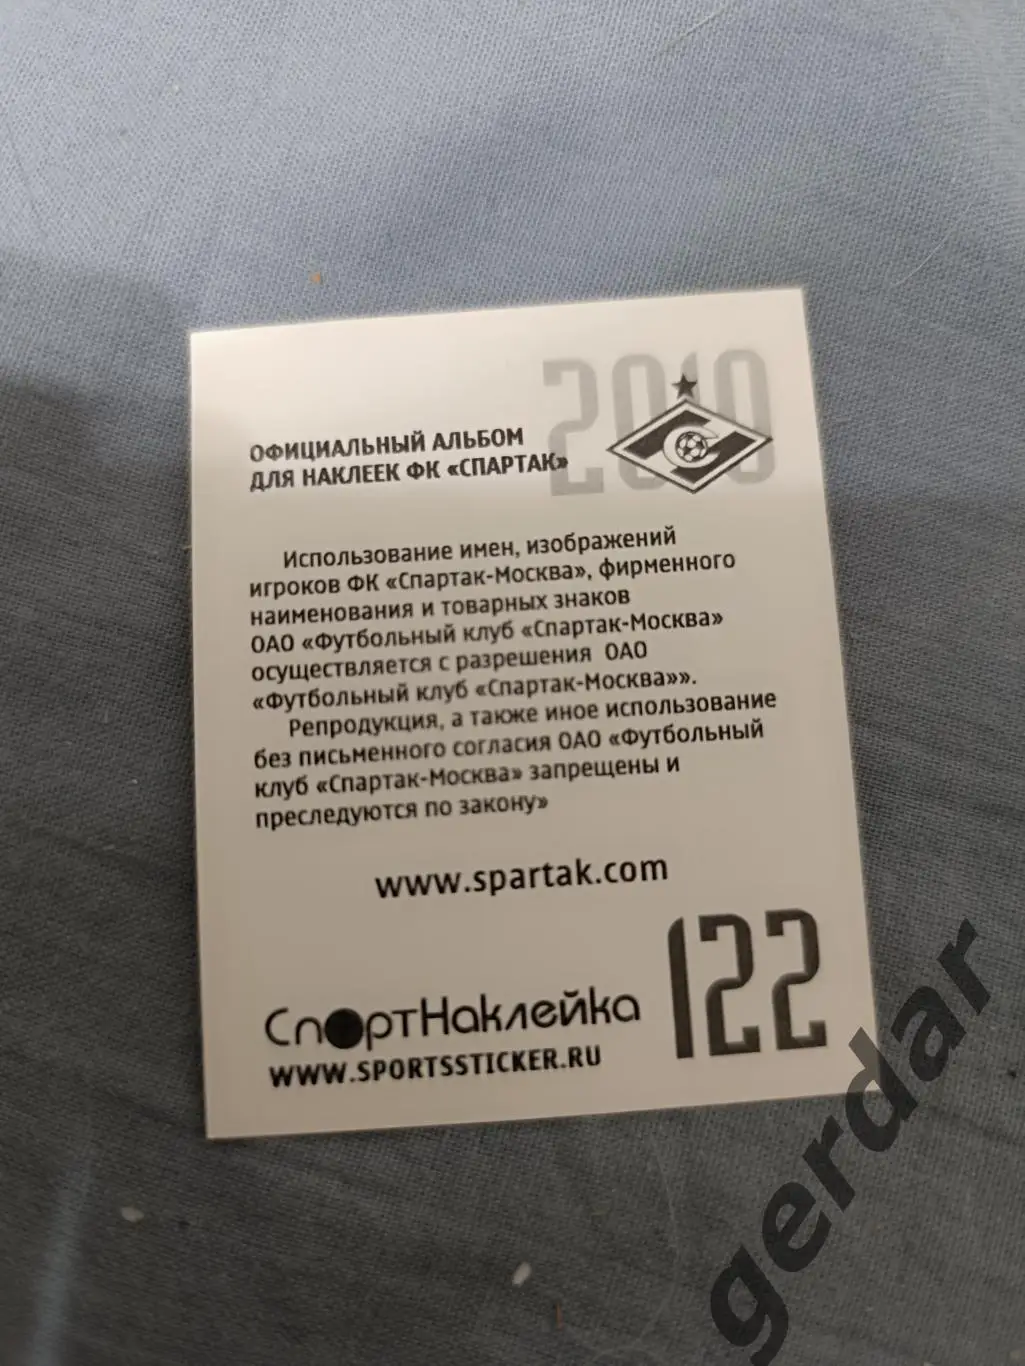 2010
ОФИЦИАЛЬНЫЙ АЛЬБОМ
ДЛЯ НАКЛЕЕК ФК «СПАРТАК»
Использование имен, изображений
игроков ФК «Спартак-Москва», фирменного
наименования и товарных знаков
ОАО «Футбольный клуб «Спартак-Москва»
осуществляется с разрешения ОАО
«Футбольный клуб «Спартак-Москва»».
Репродукция, а также иное использование
без письменного согласия ОАО «Футбольный
клуб «Спартак-Москва» запрещены и
преследуются по закону»
www.spartak.com
122
СпортНаклейка
WWW.SPORTSSTICKER.RU
gerdar